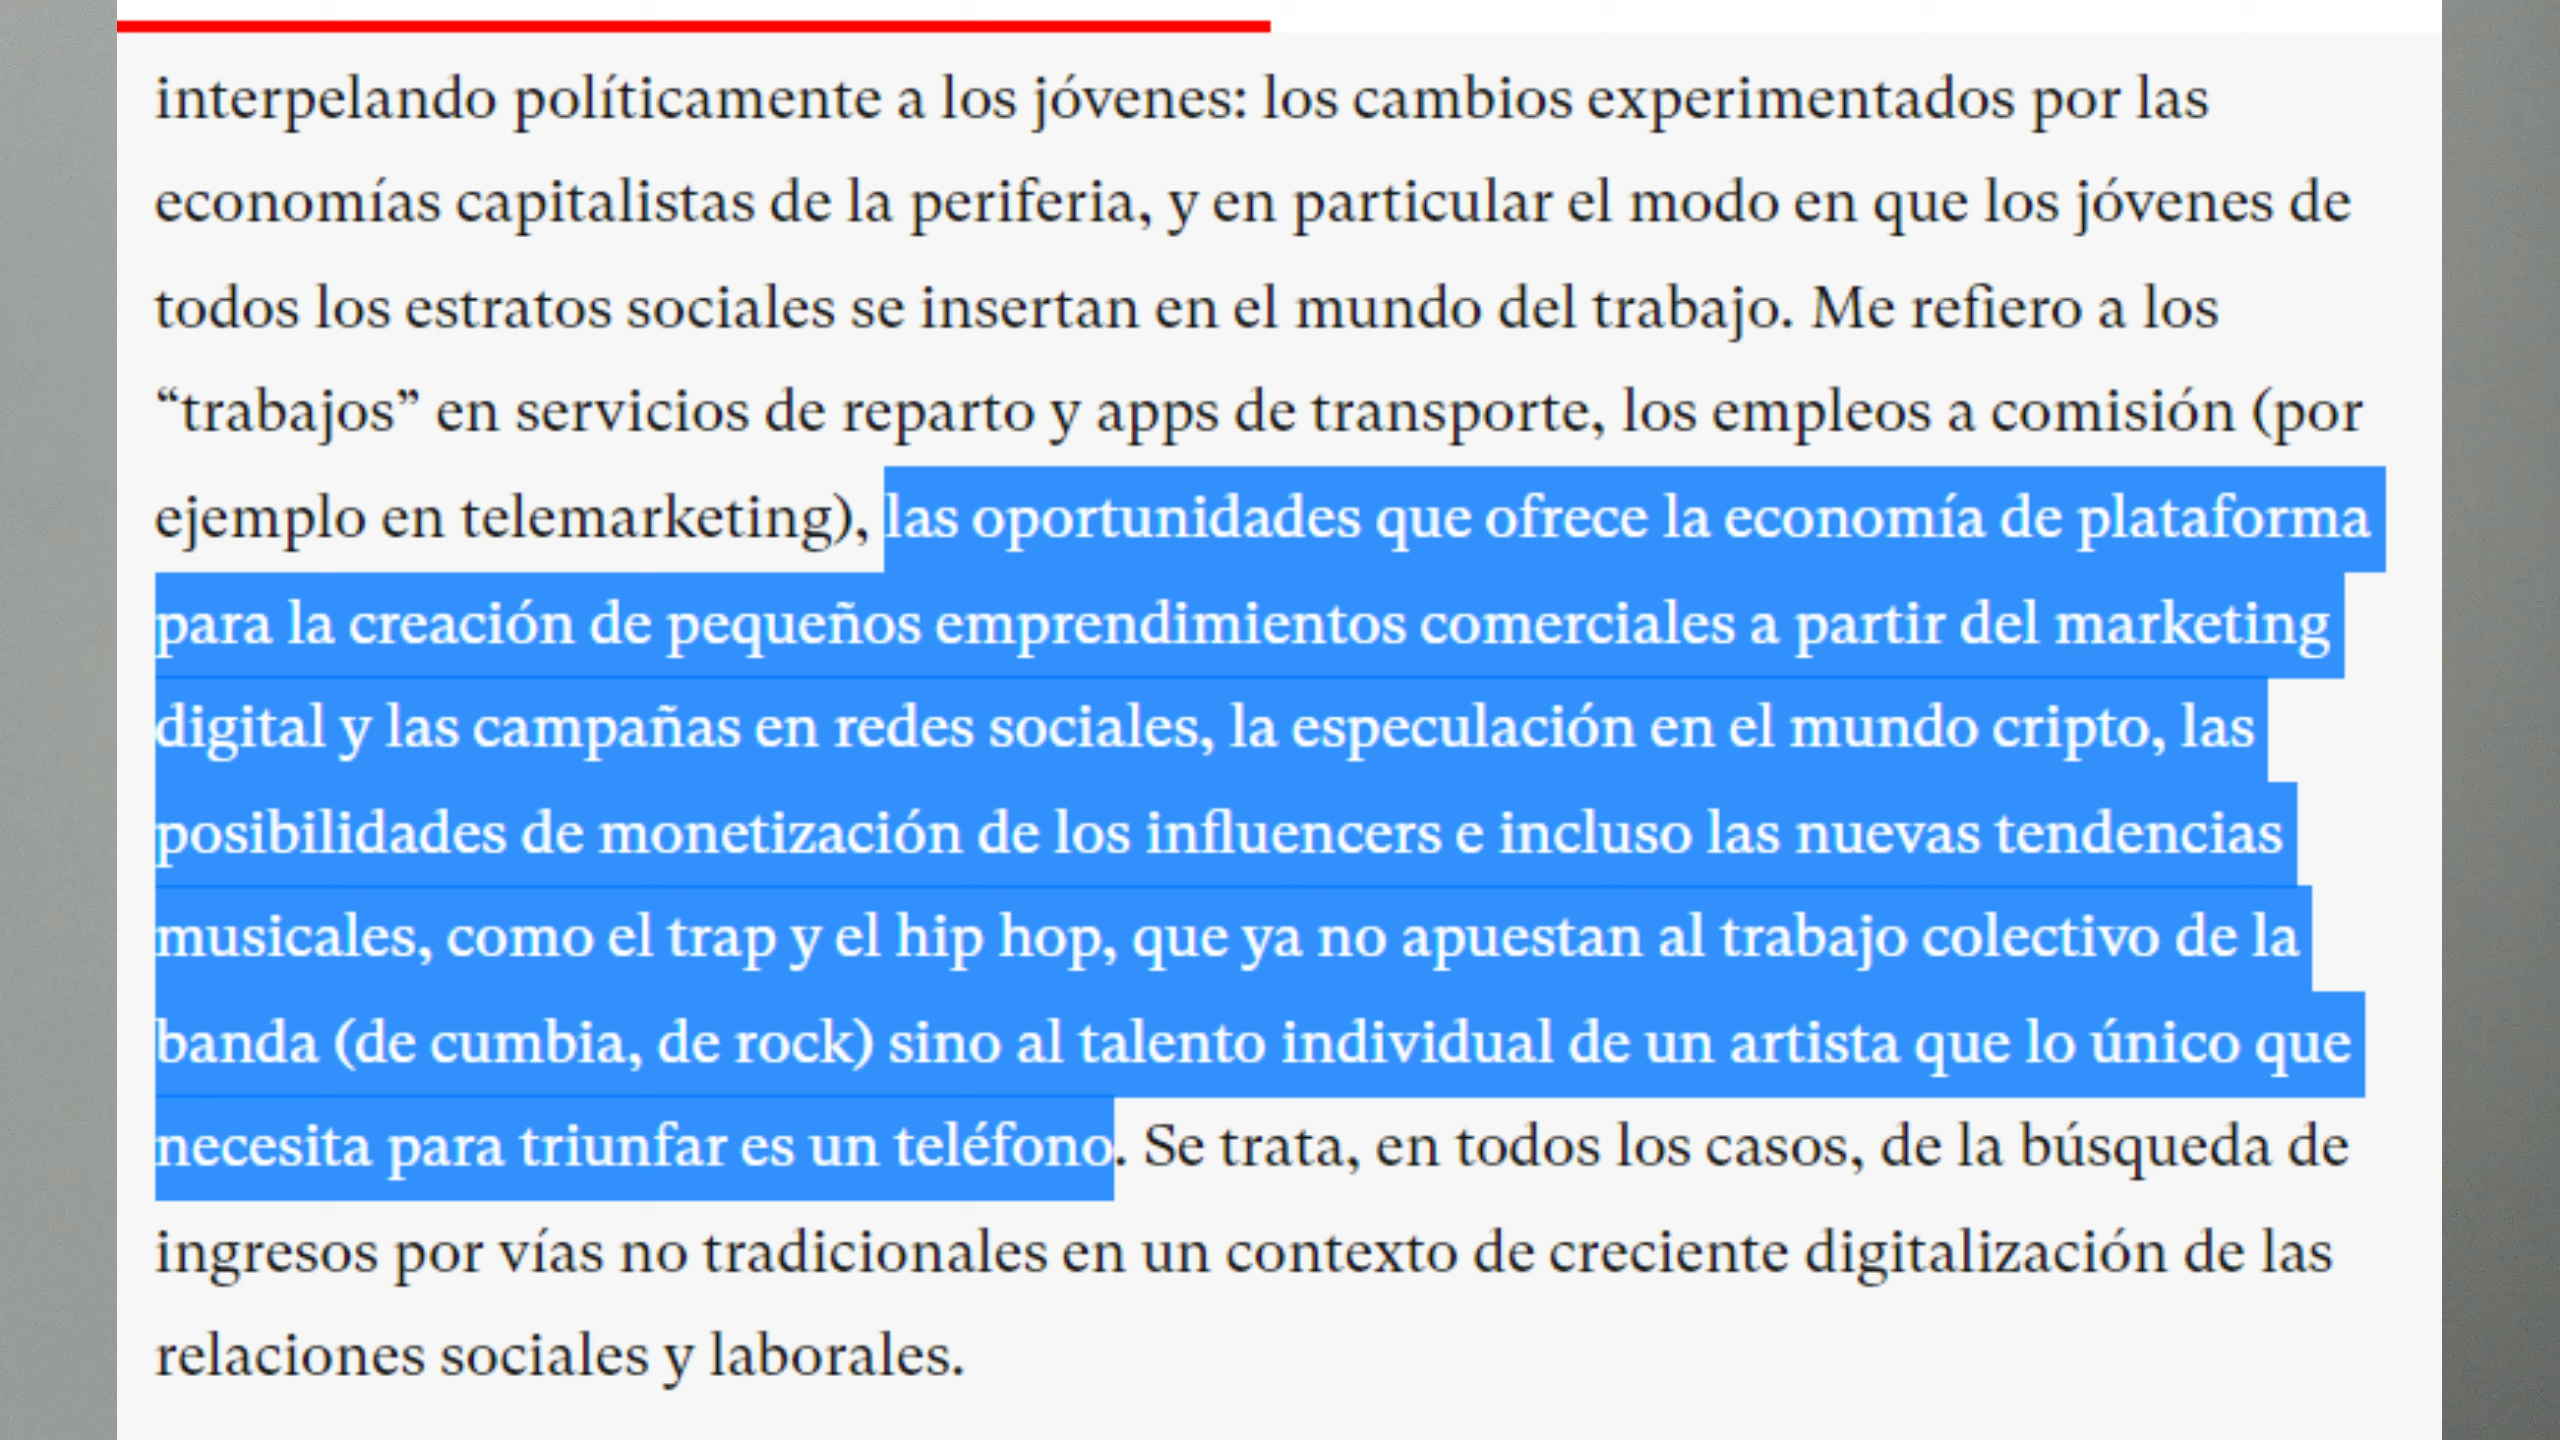 interpelando políticamente a los jóvenes: los cambios experimentados por las
economías capitalistas de la periferia, y en particular el modo en que los jóvenes de
todos los estratos sociales se insertan en el mundo del trabajo. Me refiero a los
“trabajos” en servicios de reparto y apps de transporte, los empleos a comisión (por
ejemplo en telemarketing), las oportunidades que ofrece la economía de plataforma
para la creación de pequeños emprendimientos comerciales a partir del marketing
digital y las campañas en redes sociales, la especulación en el mundo cripto, las
posibilidades de monetización de los influencers e incluso las nuevas tendencias
musicales, como el trap y el hip hop, que ya no apuestan al trabajo colectivo de la
banda (de cumbia, de rock) sino al talento individual de un artista que lo único que
necesita para triunfar es un teléfono. Se trata, en todos los casos, de la búsqueda de
ingresos por vías no tradicionales en un contexto de creciente digitalización de las
relaciones sociales y laborales.